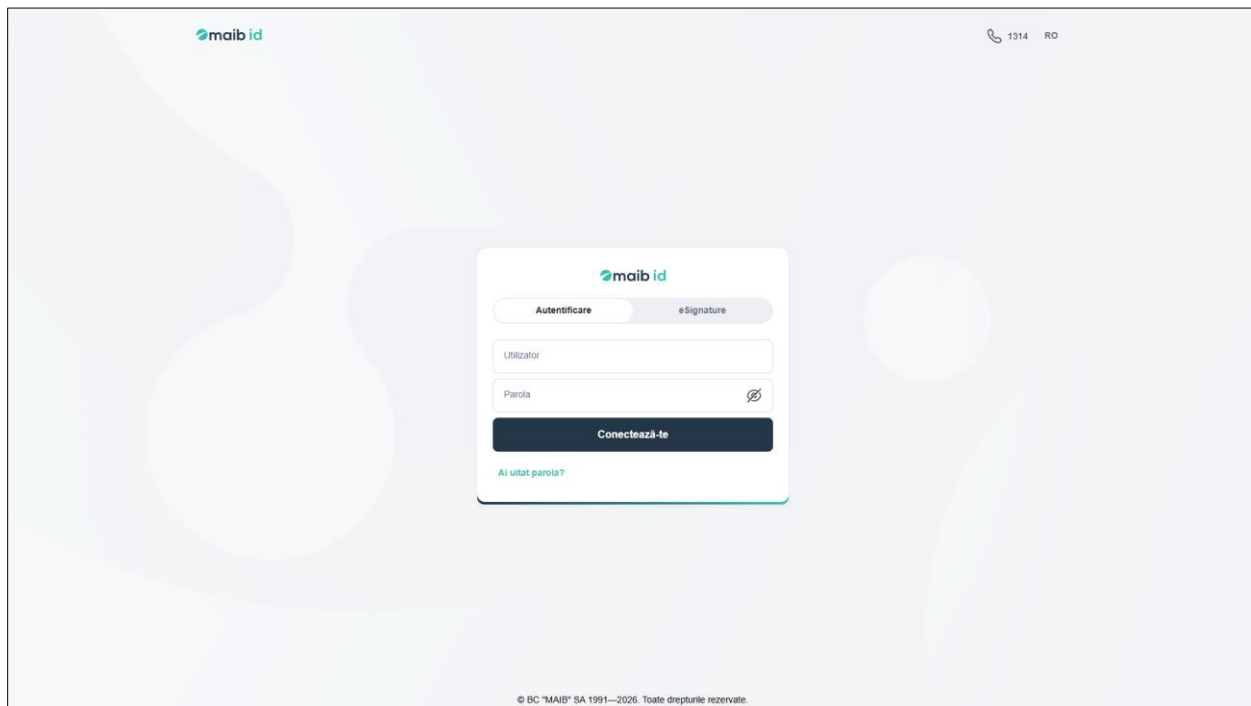 maib id
1314 RO
maib id
Autentificare eSignature
Utilizator
Parola
Conectează-te
Ai uitat parola?
© BC "MAIB" SA 1991—2026. Toate drepturile rezervate.